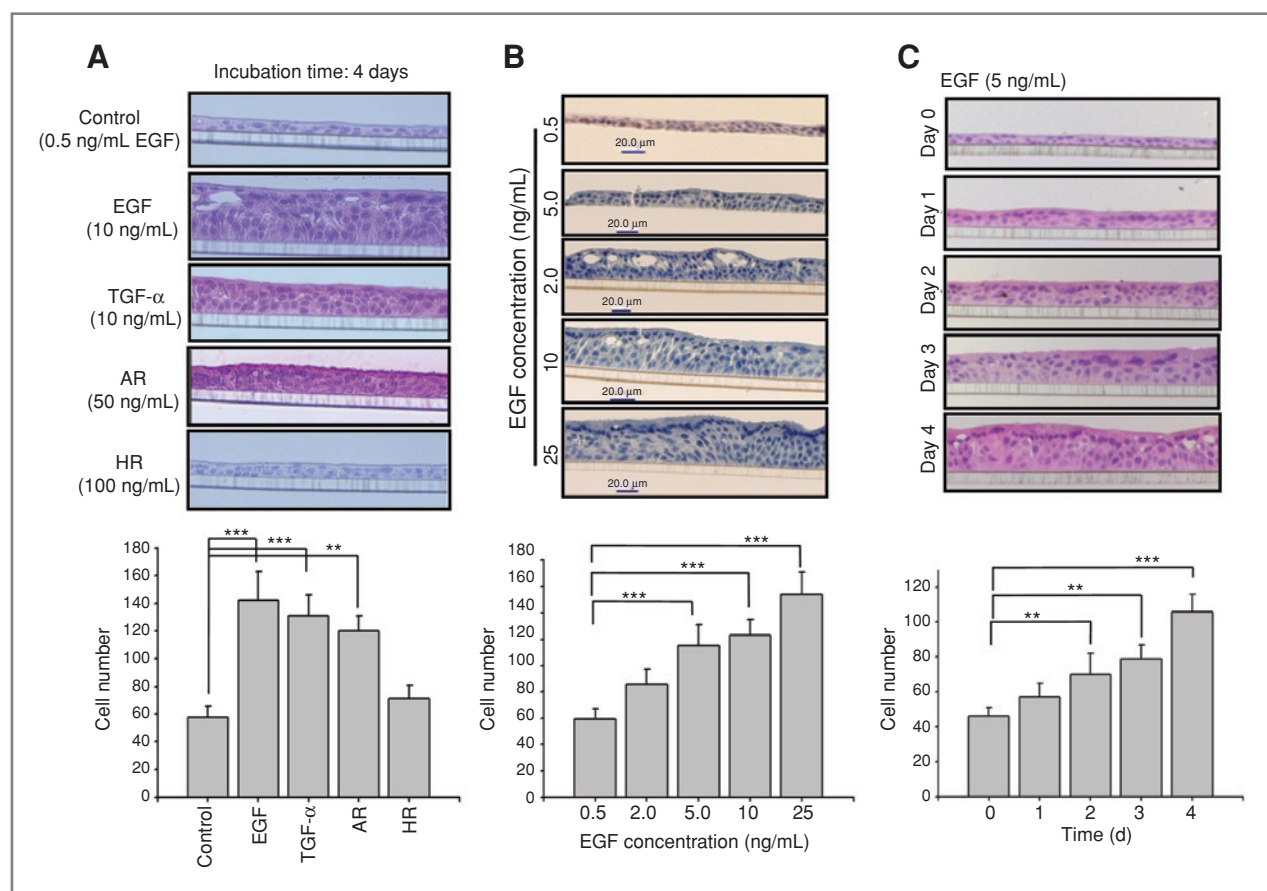 A
Incubation time: 4 days
Control
(0.5 ng/mL EGF)
EGF
(10 ng/mL)
TGF-α
(10 ng/mL)
AR
(50 ng/mL)
HR
(100 ng/mL)
Cell number
180
160
140
120
100
80
60
40
20
0
*** 
***
**
Control
EGF
TGF-α
AR
HR
B
EGF concentration (ng/mL)
0.5
20.0 μm
5.0
20.0 μm
2.0
20.0 μm
10
20.0 μm
25
20.0 μm
Cell number
180
160
140
120
100
80
60
40
20
0
***
***
***
0.5 2.0 5.0 10 25
EGF concentration (ng/mL)
C
EGF (5 ng/mL)
Day 0
Day 1
Day 2
Day 3
Day 4
Cell number
120
100
80
60
40
20
0
***
**
**
0 1 2 3 4
Time (d)